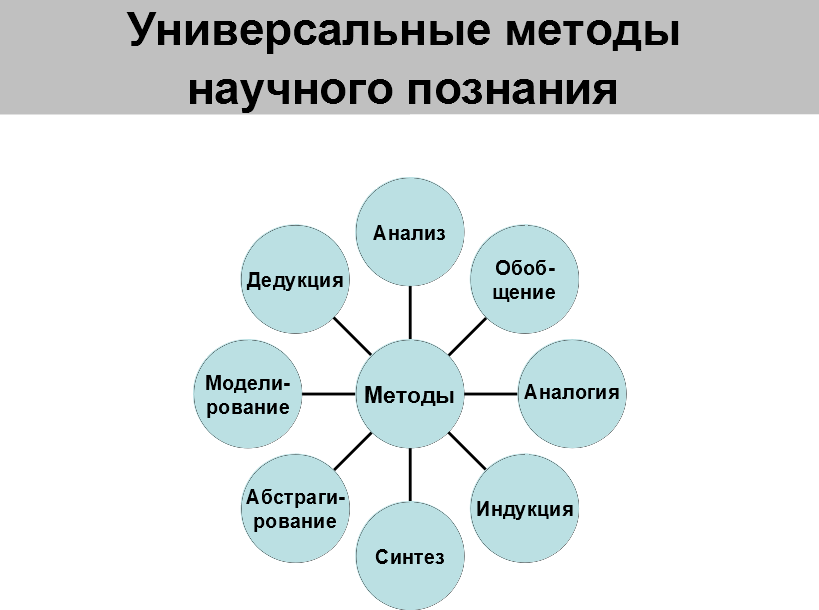 Универсальные методы
научного познания
Анализ
Обоб-
щение
Аналогия
Индукция
Синтез
Абстраги-
рование
Модели-
рование
Дедукция
Методы